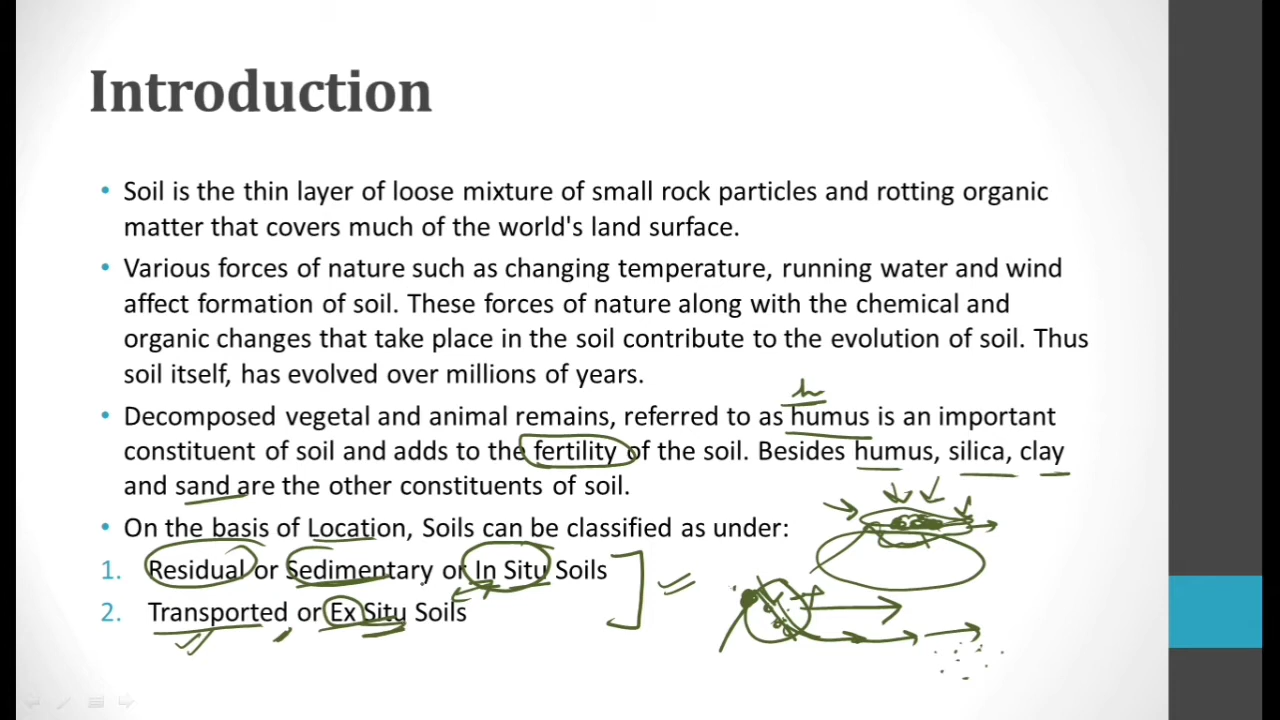 Introduction
• Soil is the thin layer of loose mixture of small rock particles and rotting organic
matter that covers much of the world's land surface.
• Various forces of nature such as changing temperature, running water and wind
affect formation of soil. These forces of nature along with the chemical and
organic changes that take place in the soil contribute to the evolution of soil. Thus
soil itself, has evolved over millions of years.
• Decomposed vegetal and animal remains, referred to as humus is an important
constituent of soil and adds to the fertility of the soil. Besides humus, silica, clay
and sand are the other constituents of soil.
• On the basis of Location, Soils can be classified as under:
1. Residual or Sedimentary or In Situ Soils
2. Transported or Ex Situ Soils